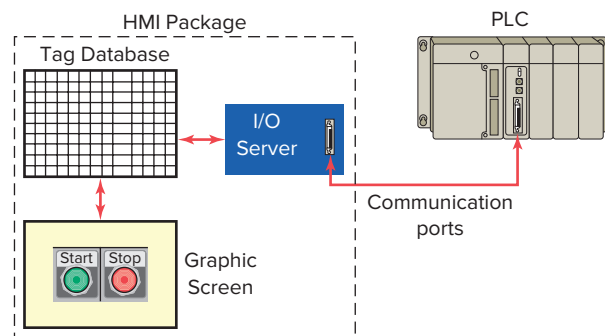 HMI Package
PLC
Tag Database
I/O
Server
Communication
ports
Start Stop
Graphic
Screen